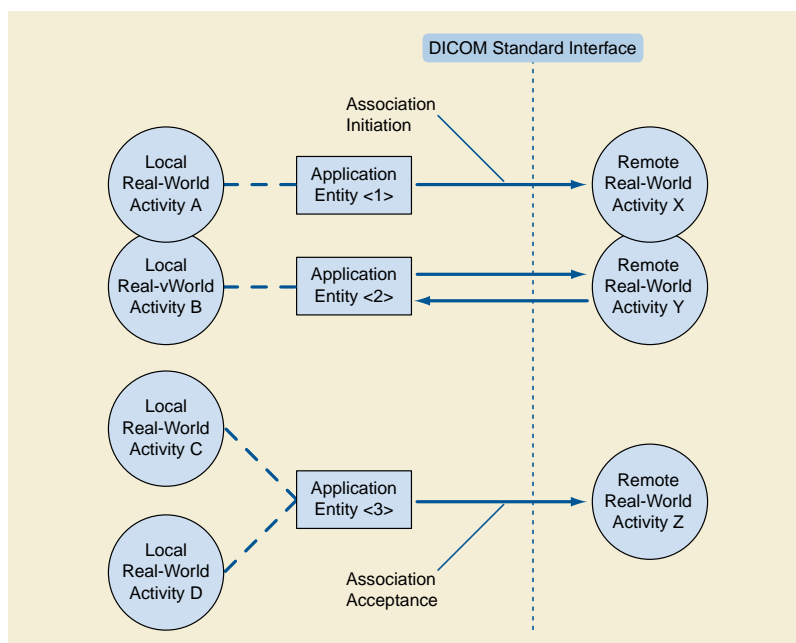 DICOM Standard Interface
Association
Initiation
Local
Real-World
Activity A
Application
Entity <1>
Remote
Real-World
Activity X
Local
Real-vWorld
Activity B
Application
Entity <2>
Remote
Real-World
Activity Y
Local
Real-World
Activity C
Application
Entity <3>
Remote
Real-World
Activity Z
Local
Real-World
Activity D
Association
Acceptance